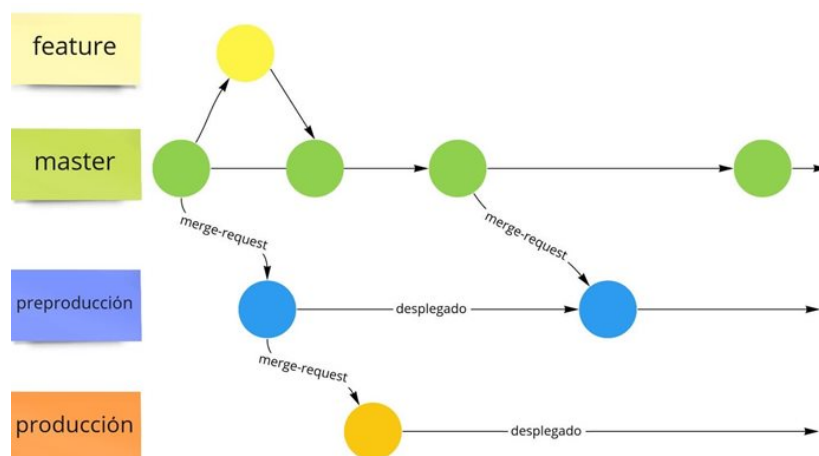 feature
master
merge-request
merge-request
preproducción
desplegado
merge-request
producción
desplegado